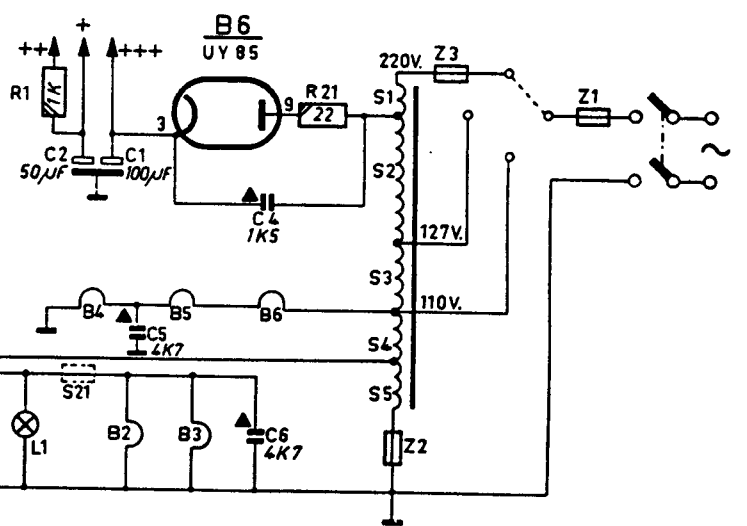 B6
UY 85
++
+
+++
R1
1K
3
9
R21
22
C2
50µF
C1
100µF
C4
1K5
220V.
Z3
Z1
S1
S2
127V.
S3
110V.
S4
S5
Z2
B4
B5
B6
C5
4K7
S21
L1
B2
B3
C6
4K7
~